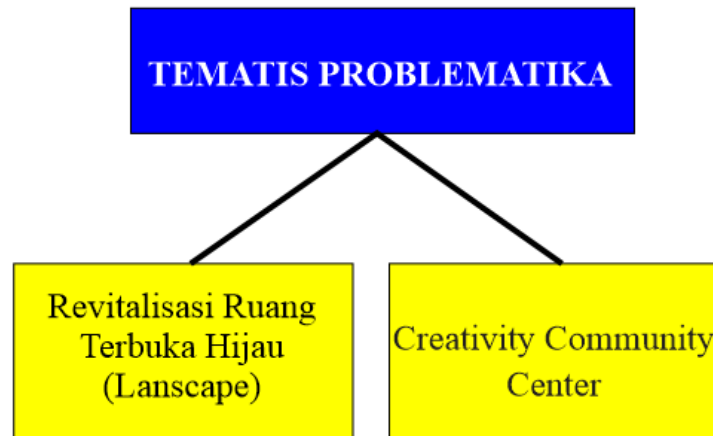 TEMATIS PROBLEMATIKA
Revitalisasi Ruang
Terbuka Hijau
(Lanscape)
Creativity Community
Center